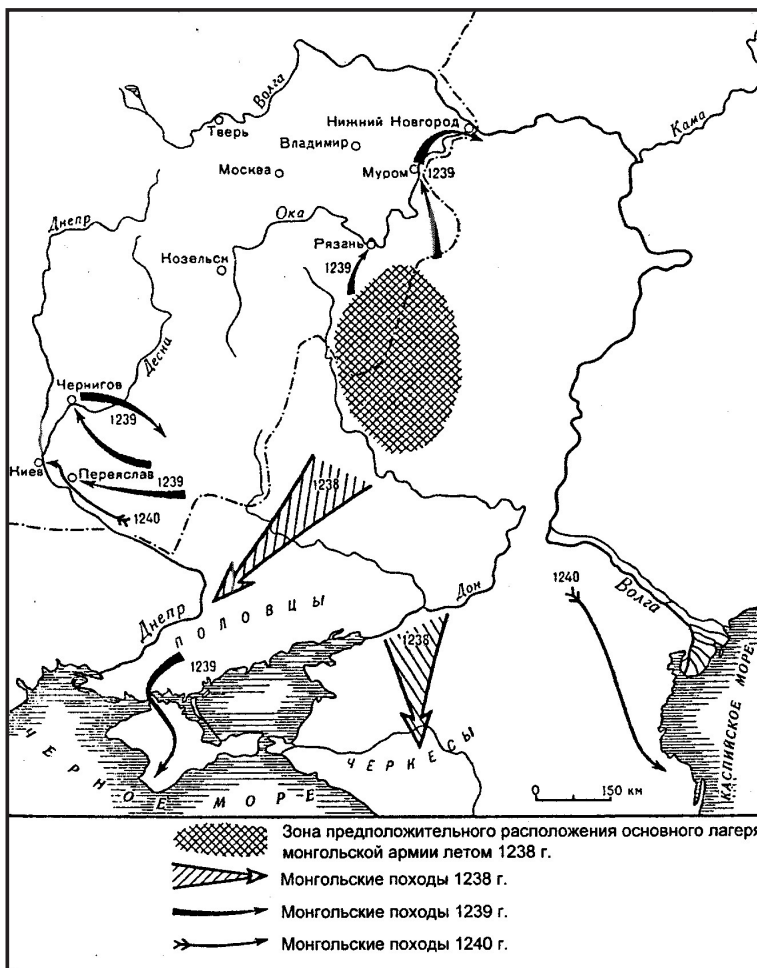 Волга
Кама
Тверь
Нижний Новгород
Владимир
Москва
Муром
1239
Днепр
Ока
Рязань
1239
Козельск
Десна
Чернигов
1239
Киев
Переяслав
1239
1240
1238
Днепр
ПОЛОВЦЫ
Дон
1240
Волга
1238
1239
ЧЕРКЕСЫ
ЧЕРНОЕ МОРЕ
КАСПИЙСКОЕ МОРЕ
0 150 км
Зона предположительного расположения основного лагеря
монгольской армии летом 1238 г.
Монгольские походы 1238 г.
Монгольские походы 1239 г.
Монгольские походы 1240 г.